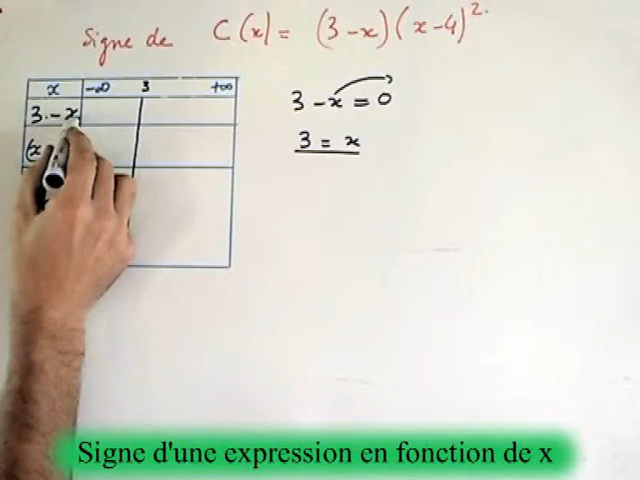 Signe de C(x) = (3-x)(x-4)².
x -∞ 3 +∞
3-x
(x
3-x=0
3 = x
Signe d'une expression en fonction de x